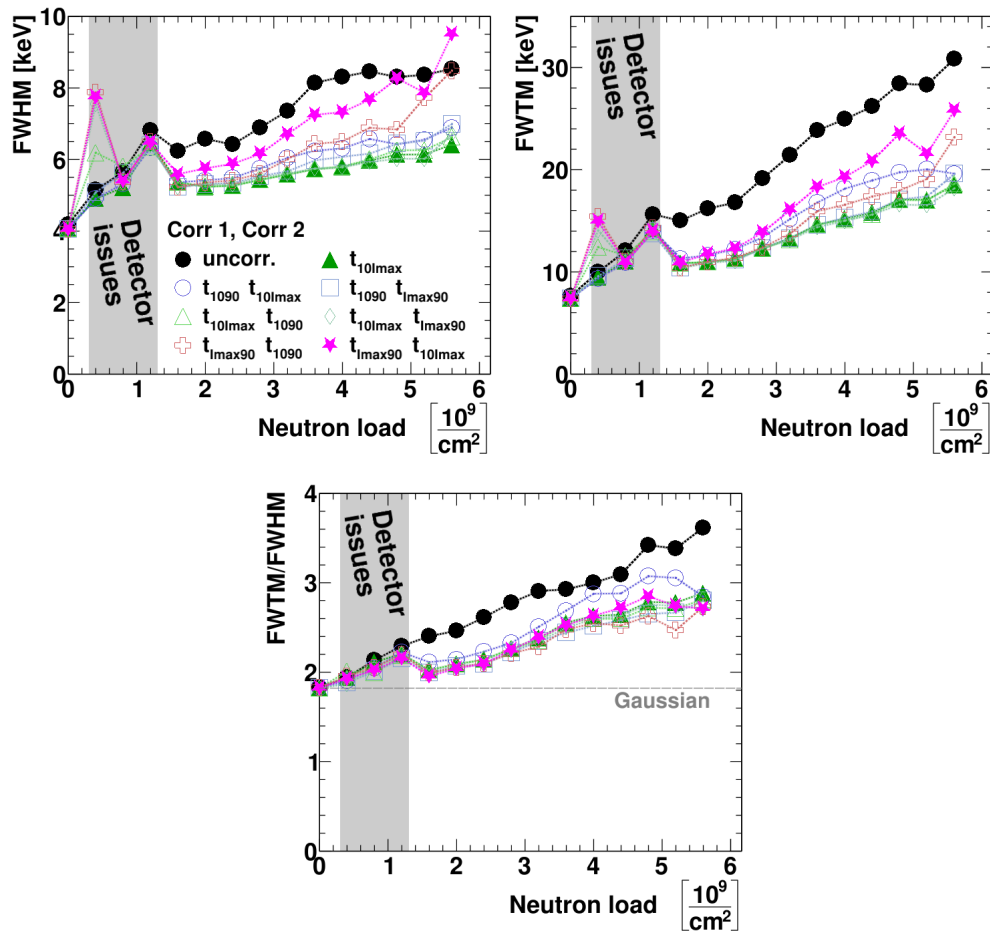 FWHM [keV]
10
8
6
4
2
0
Detector
issues
Detector
issues
Corr 1, Corr 2
uncorr.
t10Imax
t1090 t10Imax
t1090 tImax90
t10Imax t1090
t10Imax tImax90
tImax90 t1090
tImax90 t10Imax
0 1 2 3 4 5 6
Neutron load [10^9/cm^2]
FWTM [keV]
30
20
10
0
Detector
issues
0 1 2 3 4 5 6
Neutron load [10^9/cm^2]
FWTM/FWHM
4
3
2
1
0
Detector
issues
Gaussian
0 1 2 3 4 5 6
Neutron load [10^9/cm^2]